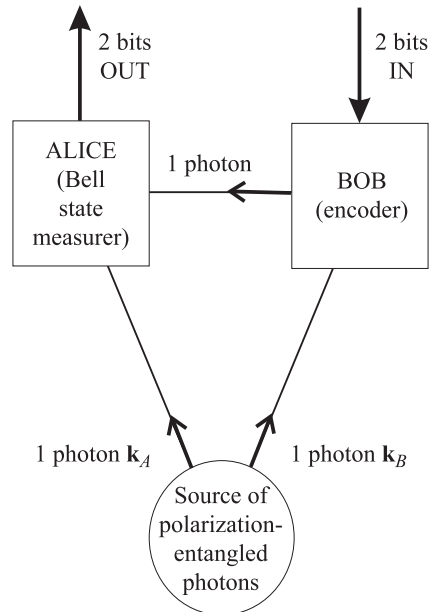 2 bits
OUT
2 bits
IN
ALICE
(Bell
state
measurer)
1 photon
BOB
(encoder)
1 photon k_A
1 photon k_B
Source of
polarization-
entangled
photons